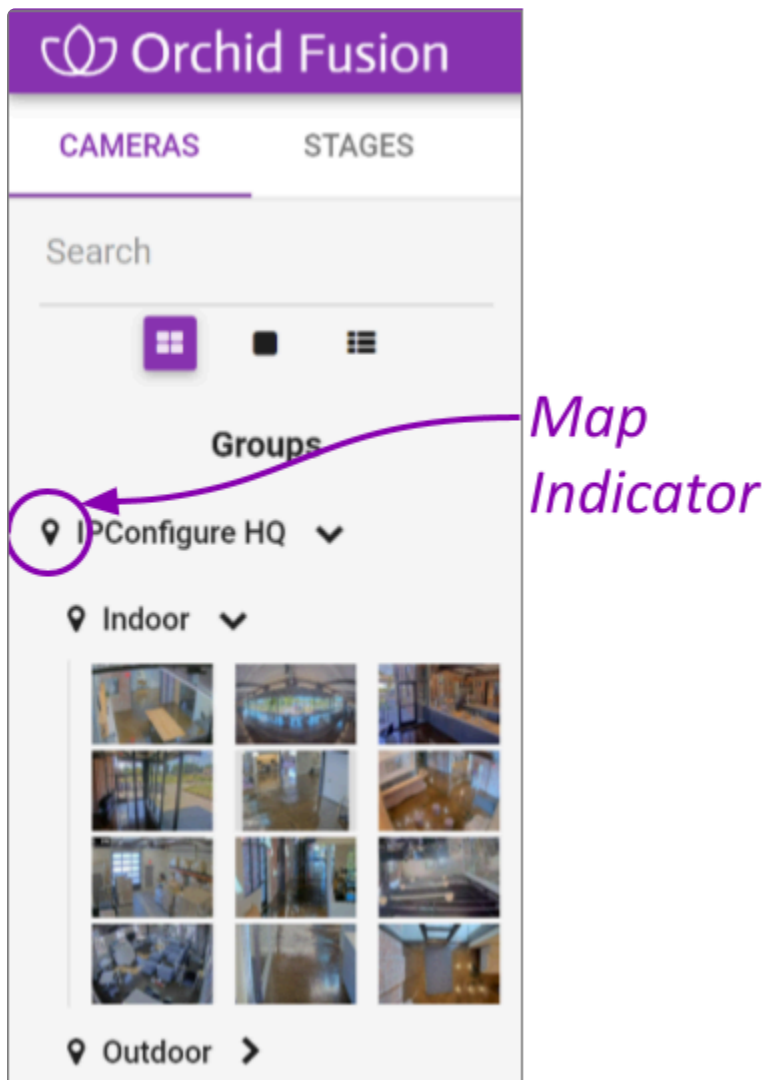 Orchid Fusion
CAMERAS STAGES
Search
Groups
Map
Indicator
IPConfigure HQ
Indoor
Outdoor